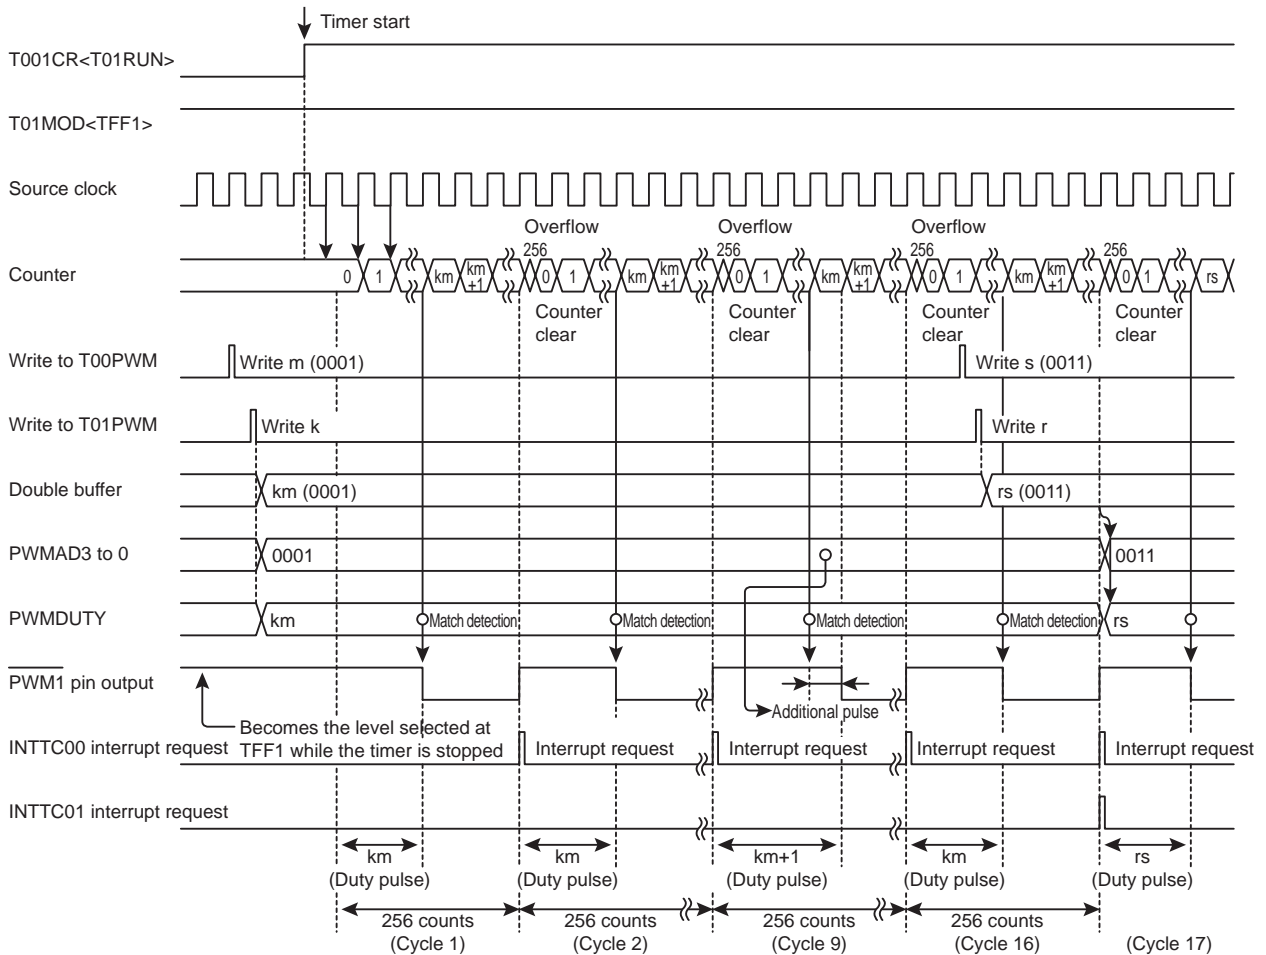 Timer start
T001CR<T01RUN>
T01MOD<TFF1>
Source clock
Overflow Overflow Overflow
256 256 256 256
Counter 0 1 km km +1 0 1 km km +1 0 1 km km +1 0 1 km km +1 0 1 rs
Counter clear Counter clear Counter clear Counter clear
Write to T00PWM Write m (0001) Write s (0011)
Write to T01PWM Write k Write r
Double buffer km (0001) rs (0011)
PWMAD3 to 0 0001 0011
PWMDUTY km Match detection Match detection Match detection Match detection rs
PWM1 pin output
Additional pulse
Becomes the level selected at
TFF1 while the timer is stopped
INTTC00 interrupt request Interrupt request Interrupt request Interrupt request Interrupt request
INTTC01 interrupt request
km km km+1 km rs
(Duty pulse) (Duty pulse) (Duty pulse) (Duty pulse) (Duty pulse)
256 counts 256 counts 256 counts 256 counts
(Cycle 1) (Cycle 2) (Cycle 9) (Cycle 16) (Cycle 17)